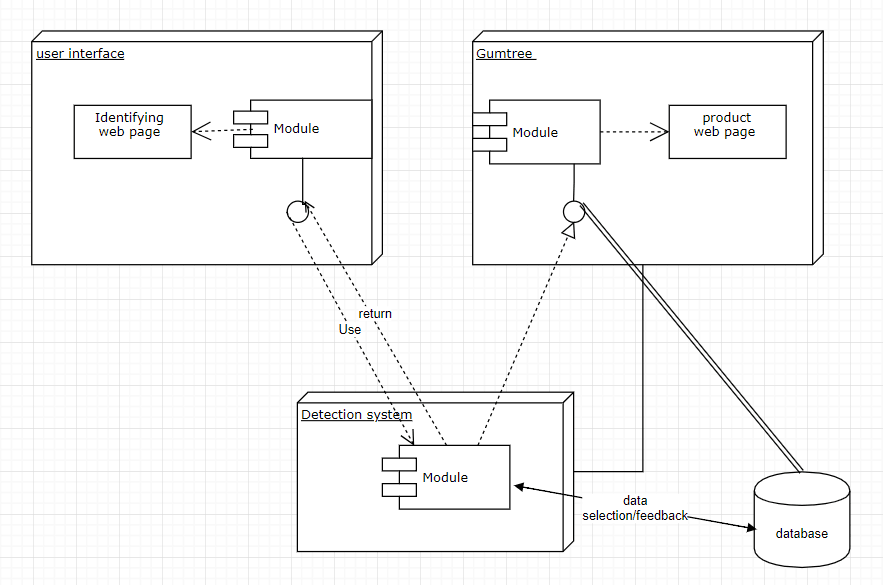 user interface
Identifying
web page
Module
Gumtree
Module
product
web page
return
Use
Detection system
Module
data
selection/feedback
database